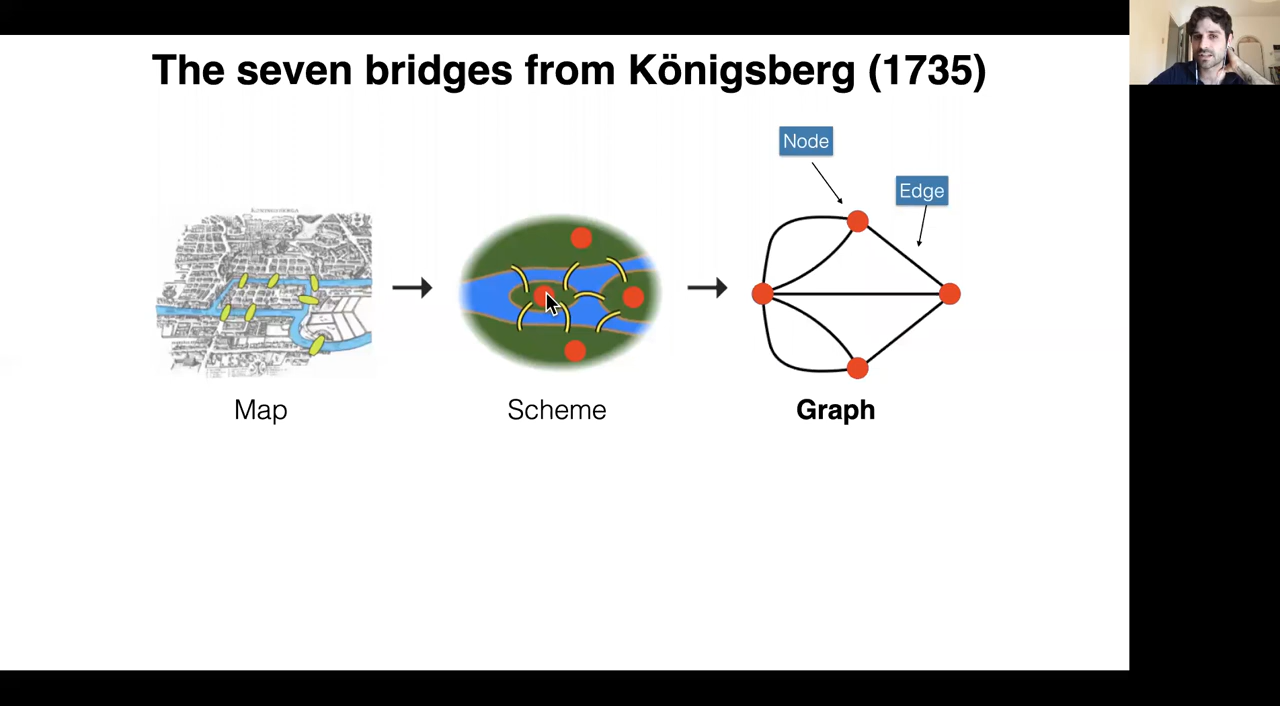 The seven bridges from Königsberg (1735)
Node
Edge
Map
Scheme
Graph